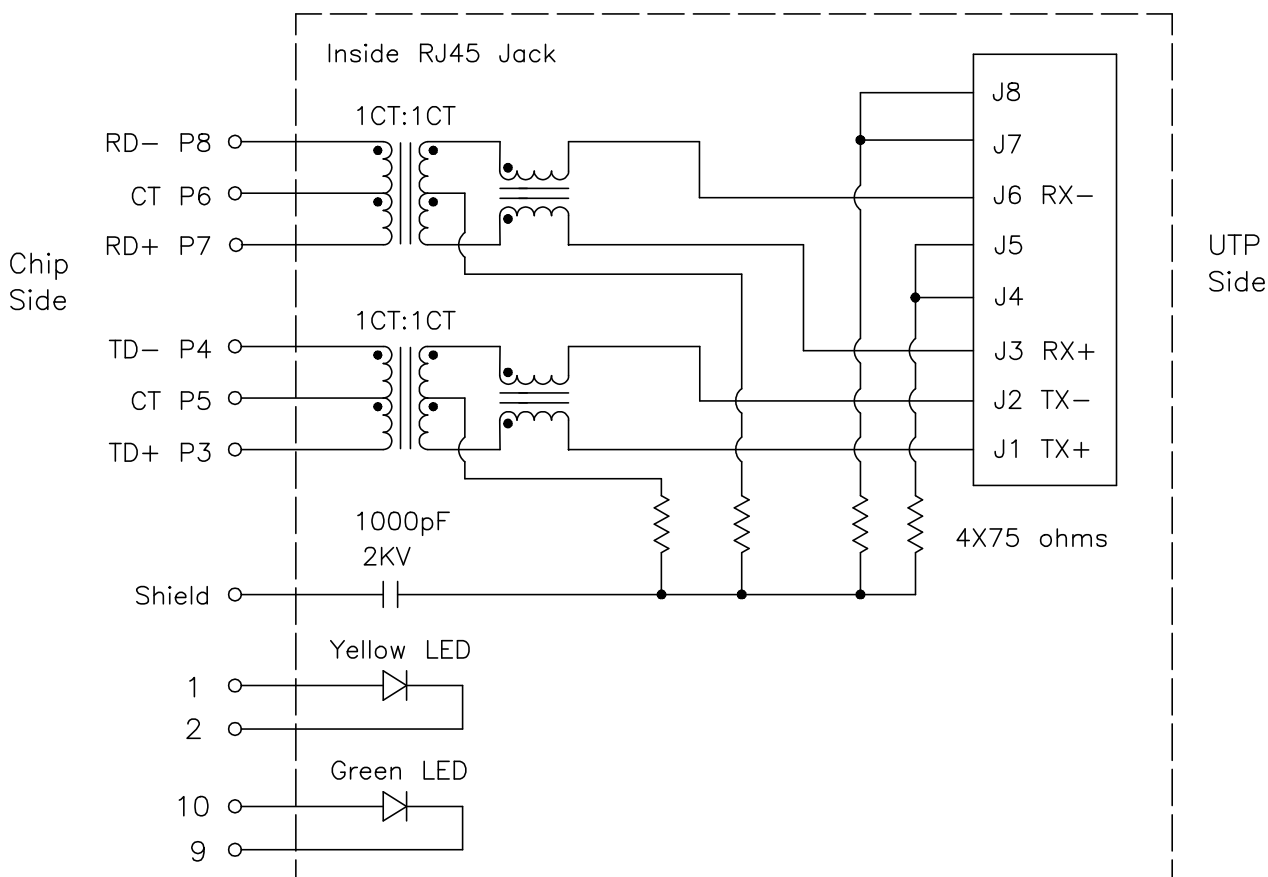 Inside RJ45 Jack
1CT:1CT
RD- P8
CT P6
RD+ P7
Chip
Side
1CT:1CT
TD- P4
CT P5
TD+ P3
J8
J7
J6 RX-
J5
J4
J3 RX+
J2 TX-
J1 TX+
UTP
Side
1000pF
2KV
4X75 ohms
Shield
Yellow LED
1
2
Green LED
10
9